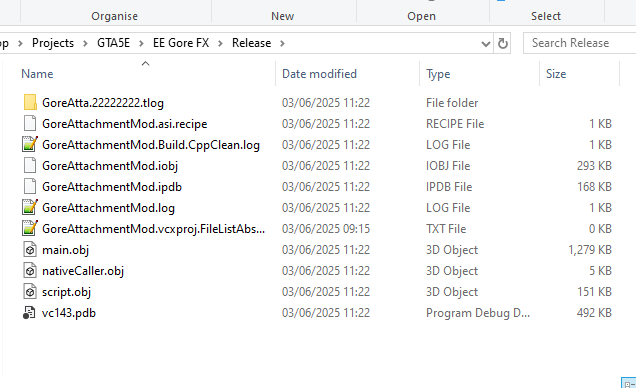 Organise New Open Select
op > Projects > GTA5E > EE Gore FX > Release > Search Release
Name Date modified Type Size
GoreAtta.22222222.tlog 03/06/2025 11:22 File folder
GoreAttachmentMod.asi.recipe 03/06/2025 11:22 RECIPE File 1 KB
GoreAttachmentMod.Build.CppClean.log 03/06/2025 11:22 LOG File 1 KB
GoreAttachmentMod.iobj 03/06/2025 11:22 IOBJ File 293 KB
GoreAttachmentMod.ipdb 03/06/2025 11:22 IPDB File 168 KB
GoreAttachmentMod.log 03/06/2025 11:22 LOG File 1 KB
GoreAttachmentMod.vcxproj.FileListAbs... 03/06/2025 09:15 TXT File 0 KB
main.obj 03/06/2025 11:22 3D Object 1,279 KB
nativeCaller.obj 03/06/2025 11:22 3D Object 5 KB
script.obj 03/06/2025 11:22 3D Object 151 KB
vc143.pdb 03/06/2025 11:22 Program Debug D... 492 KB